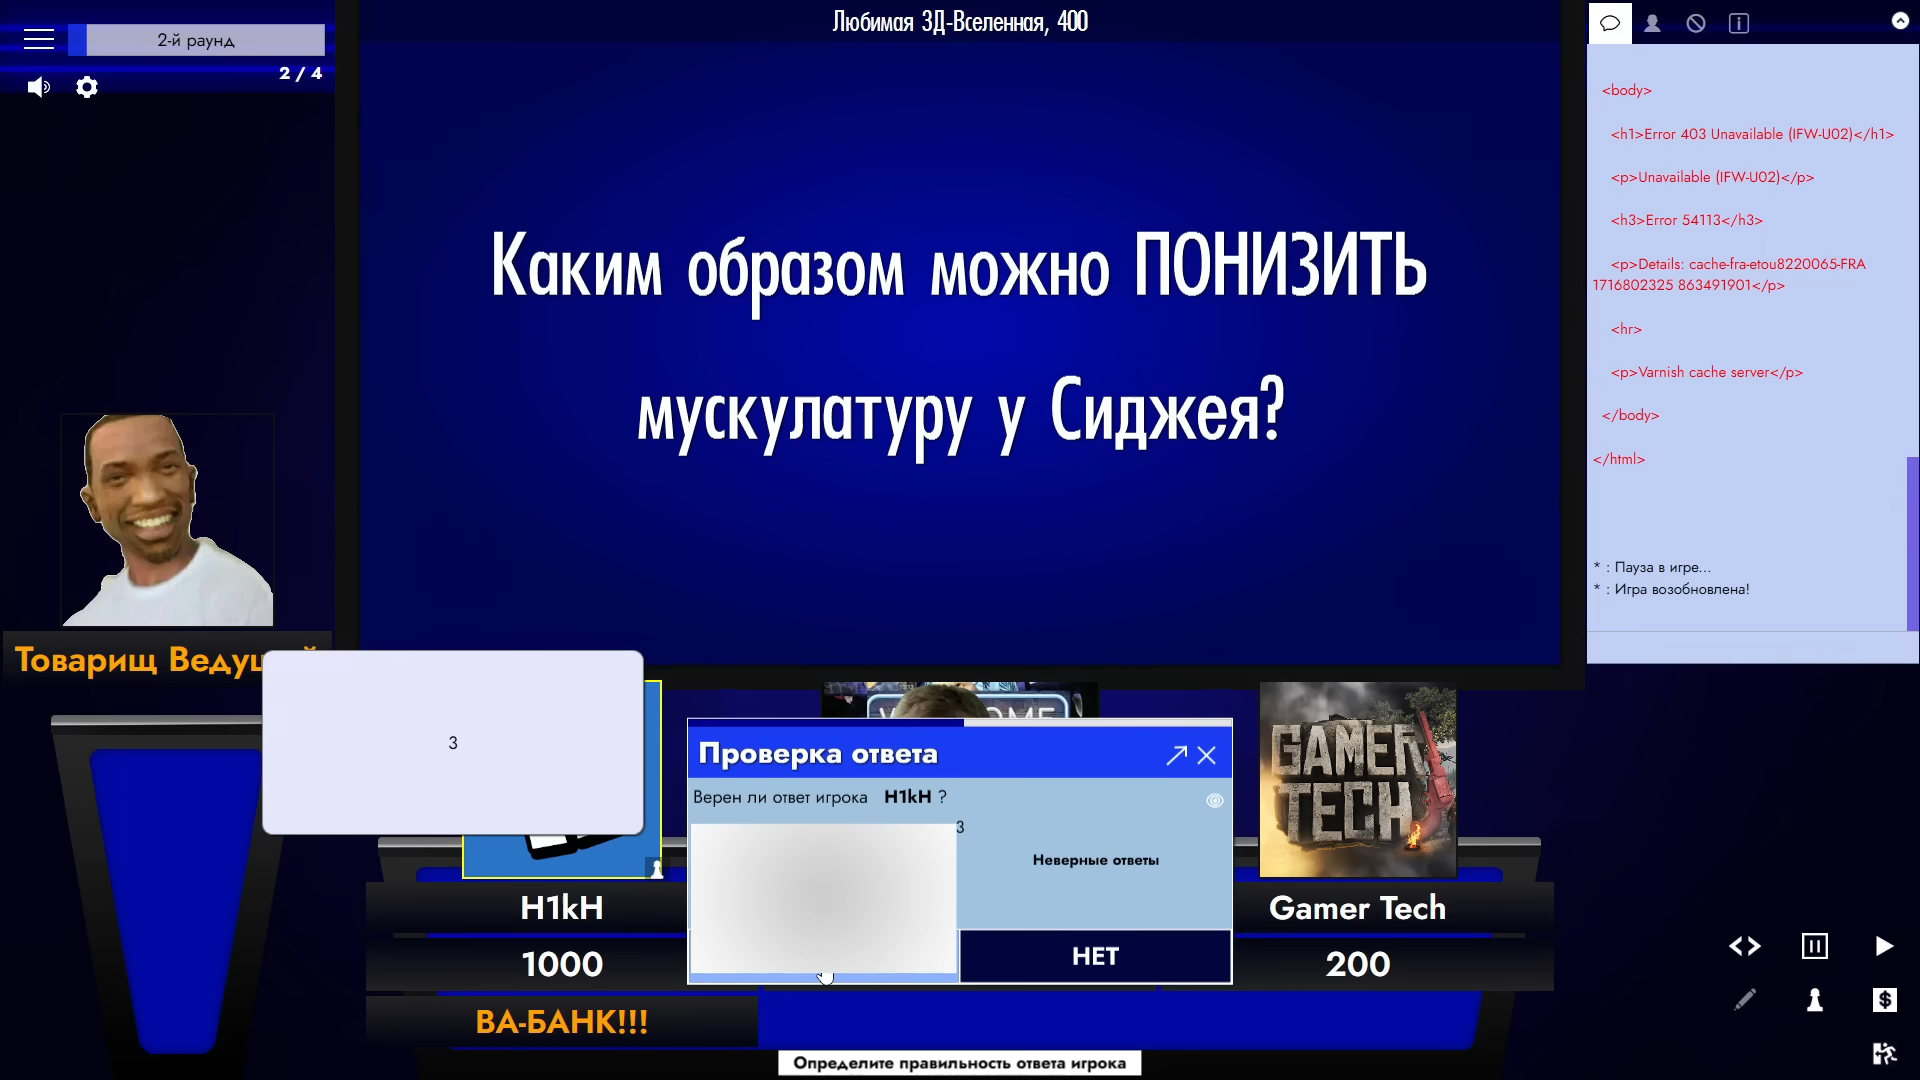 2-й раунд
2 / 4
Любимая 3Д-Вселенная, 400
Каким образом можно ПОНИЗИТЬ
мускулатуру у Сиджея?
<body>
<h1>Error 403 Unavailable (IFW-U02)</h1>
<p>Unavailable (IFW-U02)</p>
<h3>Error 54113</h3>
<p>Details: cache-fra-etou8220065-FRA
1716802325 863491901</p>
<hr>
<p>Varnish cache server</p>
</body>
</html>
* : Пауза в игре...
* : Игра возобновлена!
Товарищ
3
Проверка ответа
Верен ли ответ игрока H1kH ?
3
Неверные ответы
НЕТ
GAMER
TECH
H1kH
1000
ВА-БАНК!!!
Gamer Tech
200
Определите правильность ответа игрока